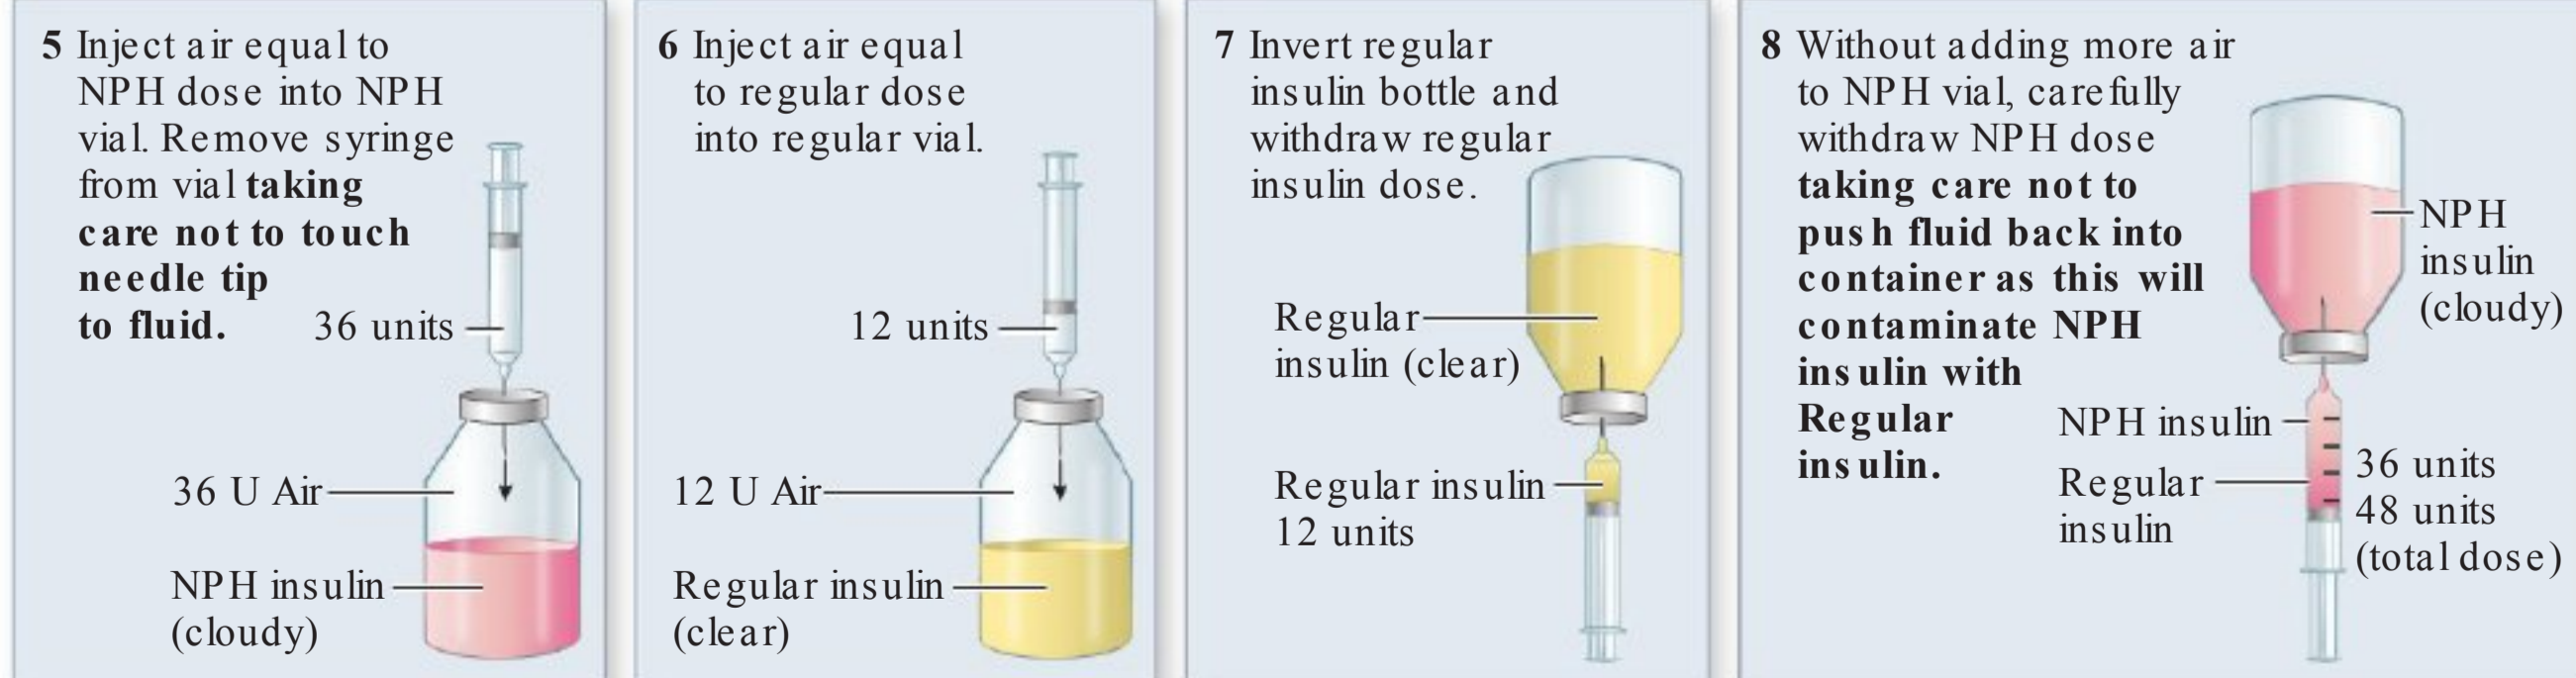 5 Inject air equal to
NPH dose into NPH
vial. Remove syringe
from vial taking
care not to touch
needle tip
to fluid.
36 units
36 U Air
NPH insulin
(cloudy)
6 Inject air equal
to regular dose
into regular vial.
12 units
12 U Air
Regular insulin
(clear)
7 Invert regular
insulin bottle and
withdraw regular
insulin dose.
Regular
insulin (clear)
Regular insulin
12 units
8 Without adding more air
to NPH vial, carefully
withdraw NPH dose
taking care not to
push fluid back into
container as this will
contaminate NPH
insulin with
Regular
insulin.
NPH
insulin
(cloudy)
NPH insulin
Regular
insulin
36 units
48 units
(total dose)